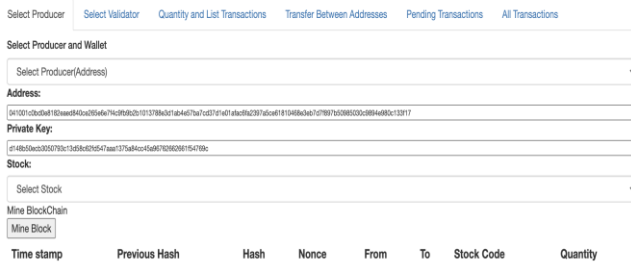 Select Producer Select Validator Quantity and List Transactions Transfer Between Addresses Pending Transactions All Transactions
Select Producer and Wallet
Select Producer(Address)
Address:
Private Key:
Stock:
Select Stock
Mine BlockChain
Mine Block
Time stamp Previous Hash Hash Nonce From To Stock Code Quantity